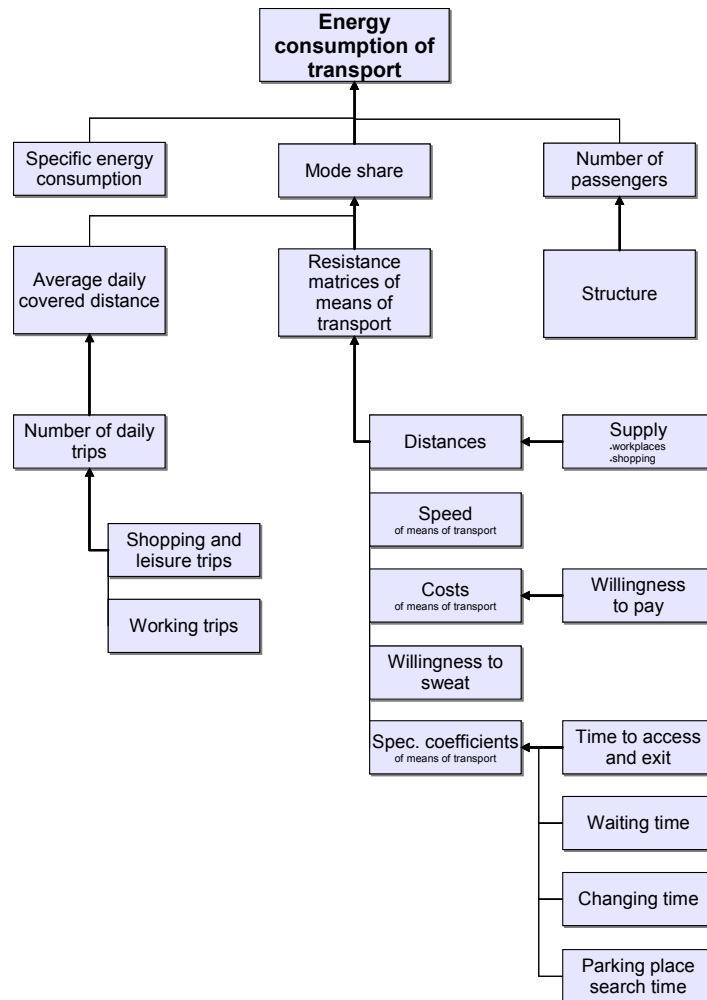 Energy
consumption of
transport
Specific energy
consumption
Mode share
Number of
passengers
Average daily
covered distance
Resistance
matrices of
means of
transport
Structure
Number of daily
trips
Distances
Supply
•workplaces
•shopping
Speed
of means of transport
Shopping and
leisure trips
Costs
of means of transport
Willingness
to pay
Working trips
Willingness to
sweat
Spec. coefficients
of means of transport
Time to access
and exit
Waiting time
Changing time
Parking place
search time